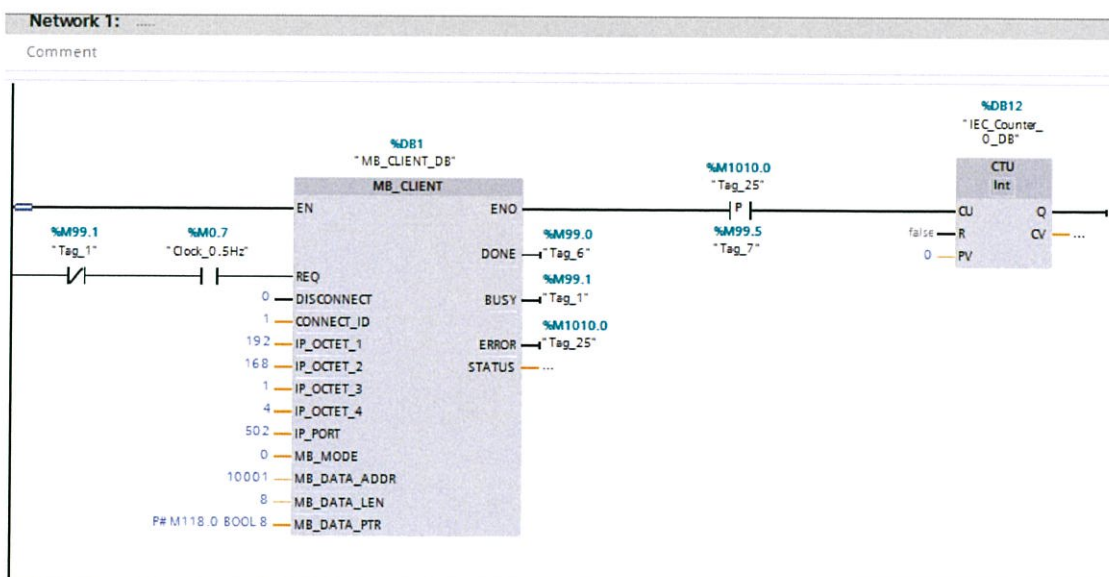 Network 1: .....
Comment
%DB12
"IEC_Counter_
0_DB"
%DB1
"MB_CLIENT_DB"
%M1010.0
"Tag_25"
CTU
Int
MB_CLIENT
EN ENO
P
CU Q
%M99.1
"Tag_1"
%M0.7
"Clock_0.5Hz"
%M99.0
"Tag_6"
%M99.5
"Tag_7"
false R CV ...
0 PV
DONE
REQ
%M99.1
"Tag_1"
0 DISCONNECT BUSY
1 CONNECT_ID
%M1010.0
"Tag_25"
192 IP_OCTET_1 ERROR
168 IP_OCTET_2 STATUS ...
1 IP_OCTET_3
4 IP_OCTET_4
502 IP_PORT
0 MB_MODE
10001 MB_DATA_ADDR
8 MB_DATA_LEN
P#M118.0 BOOL 8 MB_DATA_PTR